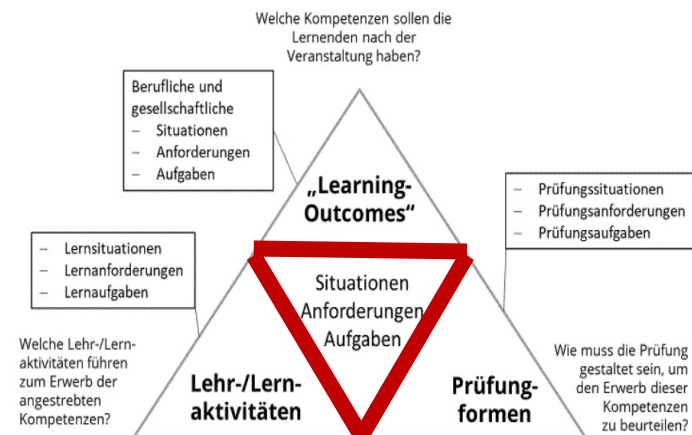 Welche Kompetenzen sollen die
Lernenden nach der
Veranstaltung haben?
Berufliche und
gesellschaftliche
– Situationen
– Anforderungen
– Aufgaben
„Learning-
Outcomes“
– Prüfungssituationen
– Prüfungsanforderungen
– Prüfungsaufgaben
– Lernsituationen
– Lernanforderungen
– Lernaufgaben
Situationen
Anforderungen
Aufgaben
Welche Lehr-/Lern-
aktivitäten führen
zum Erwerb der
angestrebten
Kompetenzen?
Lehr-/Lern-
aktivitäten
Prüfung-
formen
Wie muss die Prüfung
gestaltet sein, um
den Erwerb dieser
Kompetenzen
zu beurteilen?